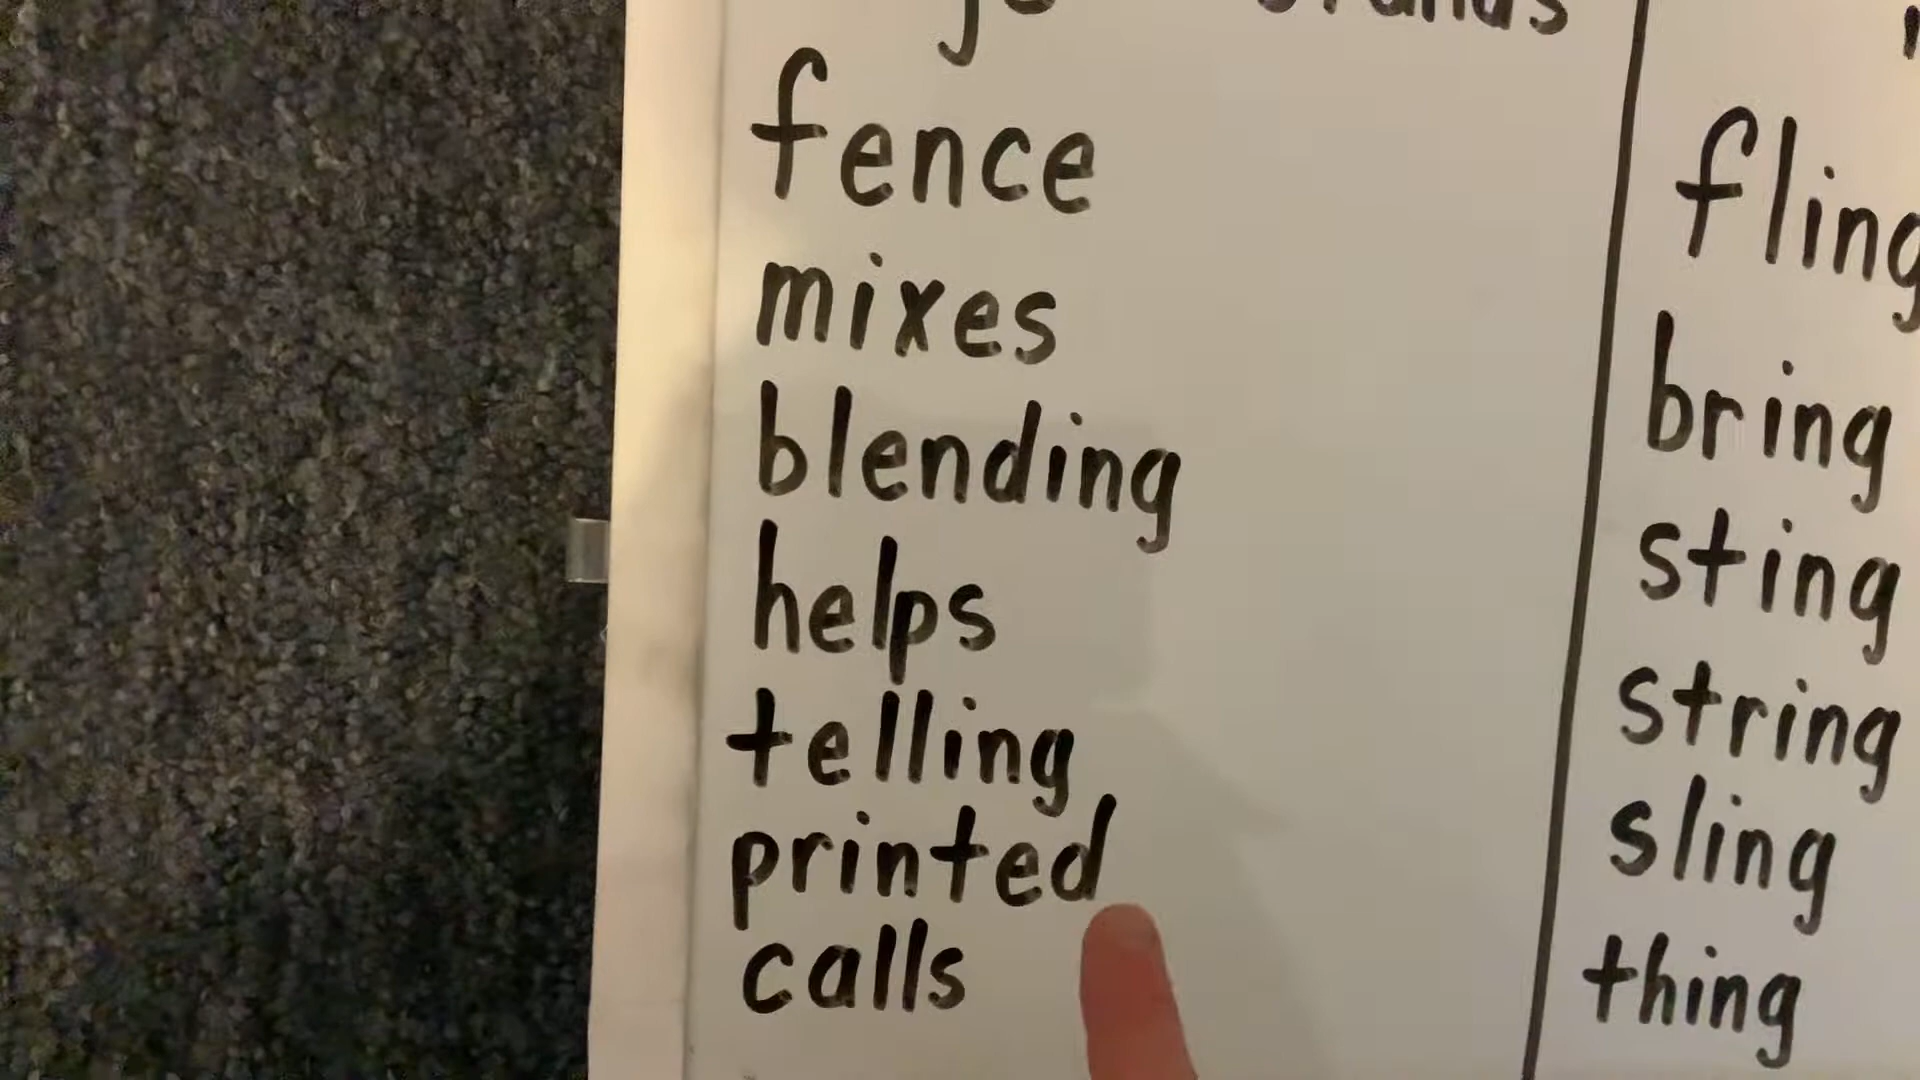 fence
mixes
blending
helps
telling
printed
calls
fling
bring
sting
string
sling
thing